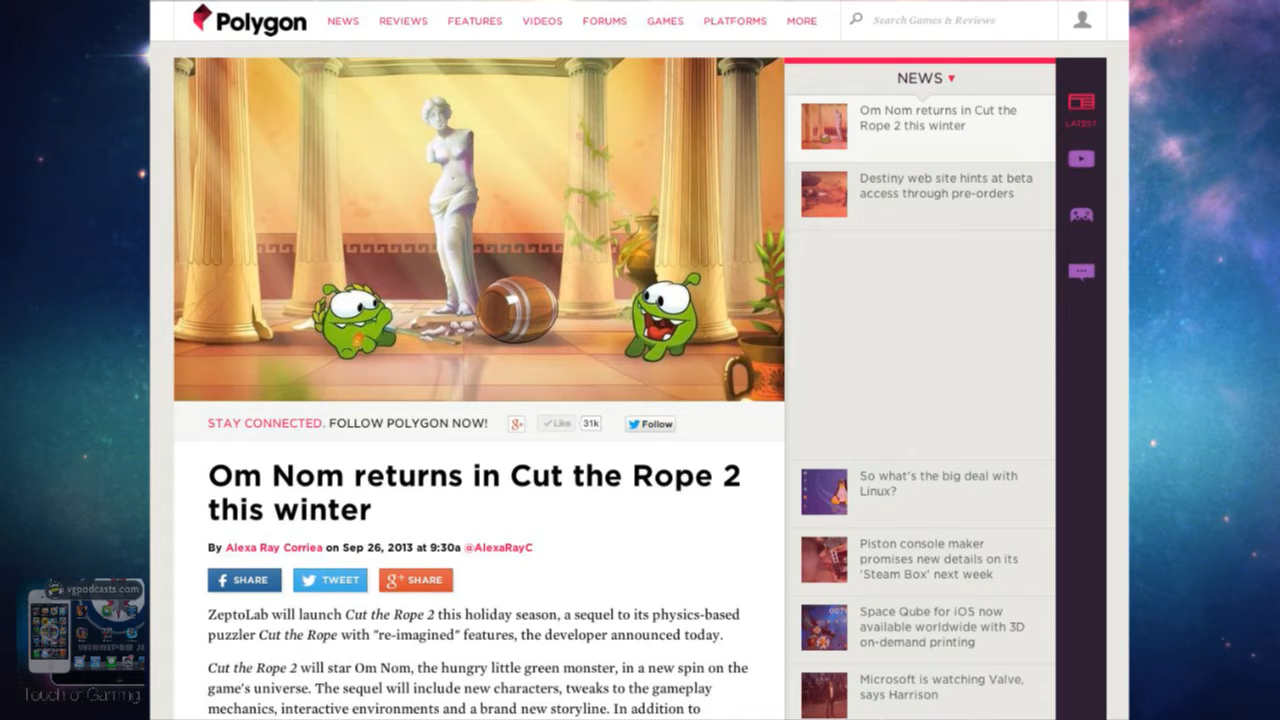 Polygon
NEWS REVIEWS FEATURES VIDEOS FORUMS GAMES PLATFORMS MORE
Search Games & Reviews
STAY CONNECTED. FOLLOW POLYGON NOW!
Like 31k
Follow
Om Nom returns in Cut the Rope 2
this winter
By Alexa Ray Corriea on Sep 26, 2013 at 9:30a @AlexaRayC
SHARE TWEET SHARE
ZeptoLab will launch Cut the Rope 2 this holiday season, a sequel to its physics-based
puzzler Cut the Rope with "re-imagined" features, the developer announced today.
Cut the Rope 2 will star Om Nom, the hungry little green monster, in a new spin on the
game's universe. The sequel will include new characters, tweaks to the gameplay
mechanics, interactive environments and a brand new storyline. In addition to
NEWS
Om Nom returns in Cut the
Rope 2 this winter
Destiny web site hints at beta
access through pre-orders
So what's the big deal with
Linux?
Piston console maker
promises new details on its
'Steam Box' next week
Space Qube for iOS now
available worldwide with 3D
on-demand printing
Microsoft is watching Valve,
says Harrison
LATEST
vgpodcasts.com
Touch of Gaming